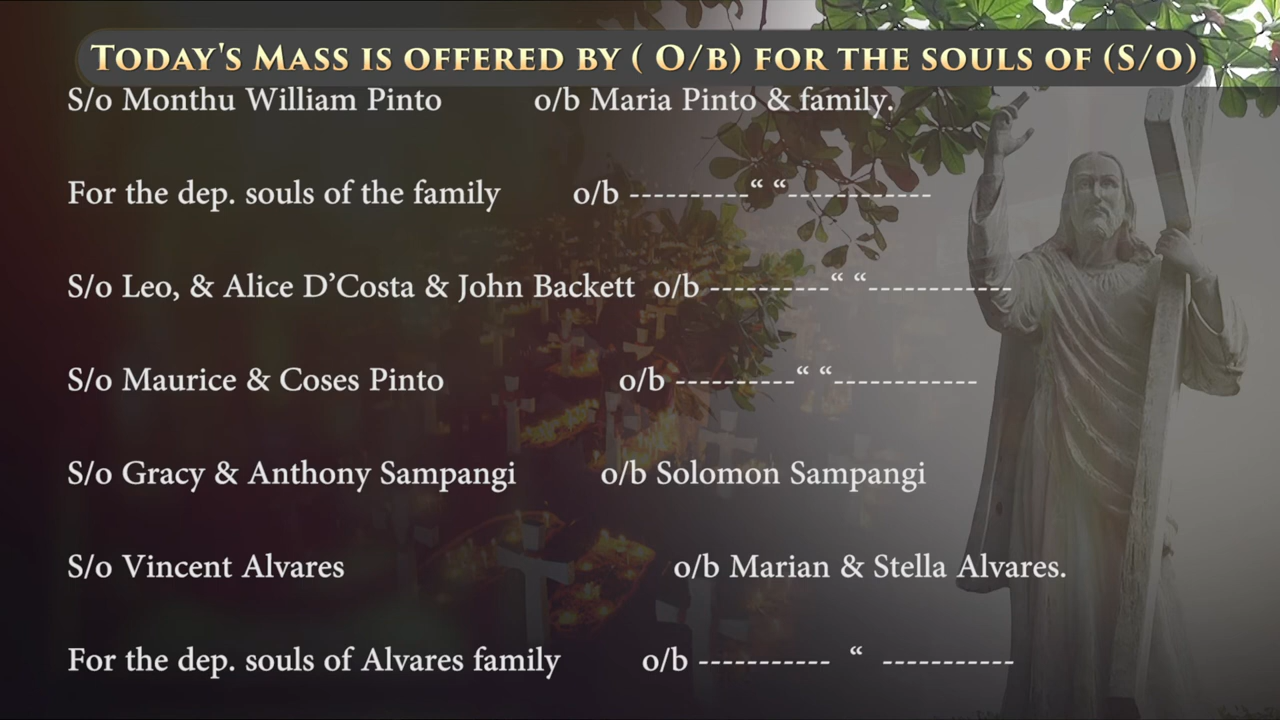 TODAY'S MASS IS OFFERED BY ( O/B) FOR THE SOULS OF (S/O)
S/o Monthu William Pinto o/b Maria Pinto & family.
For the dep. souls of the family o/b ----------“ “------------
S/o Leo, & Alice D’Costa & John Backett o/b ----------“ “------------
S/o Maurice & Coses Pinto o/b ----------“ “------------
S/o Gracy & Anthony Sampangi o/b Solomon Sampangi
S/o Vincent Alvares o/b Marian & Stella Alvares.
For the dep. souls of Alvares family o/b ----------- “ -----------